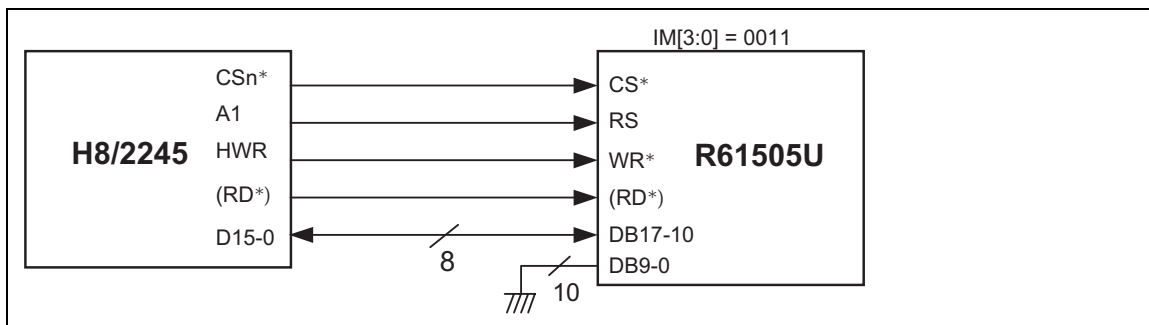 IM[3:0] = 0011
H8/2245
CSn*
A1
HWR
(RD*)
D15-0
8
10
CS*
RS
WR*
(RD*)
DB17-10
DB9-0
R61505U